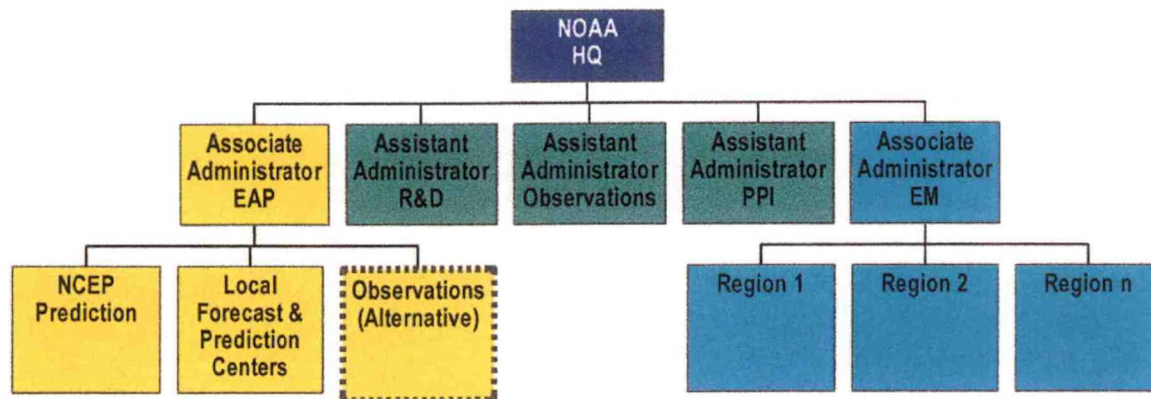 NOAA
HQ
Associate
Administrator
EAP
Assistant
Administrator
R&D
Assistant
Administrator
Observations
Assistant
Administrator
PPI
Associate
Administrator
EM
NCEP
Prediction
Local
Forecast &
Prediction
Centers
Observations
(Alternative)
Region 1
Region 2
Region n